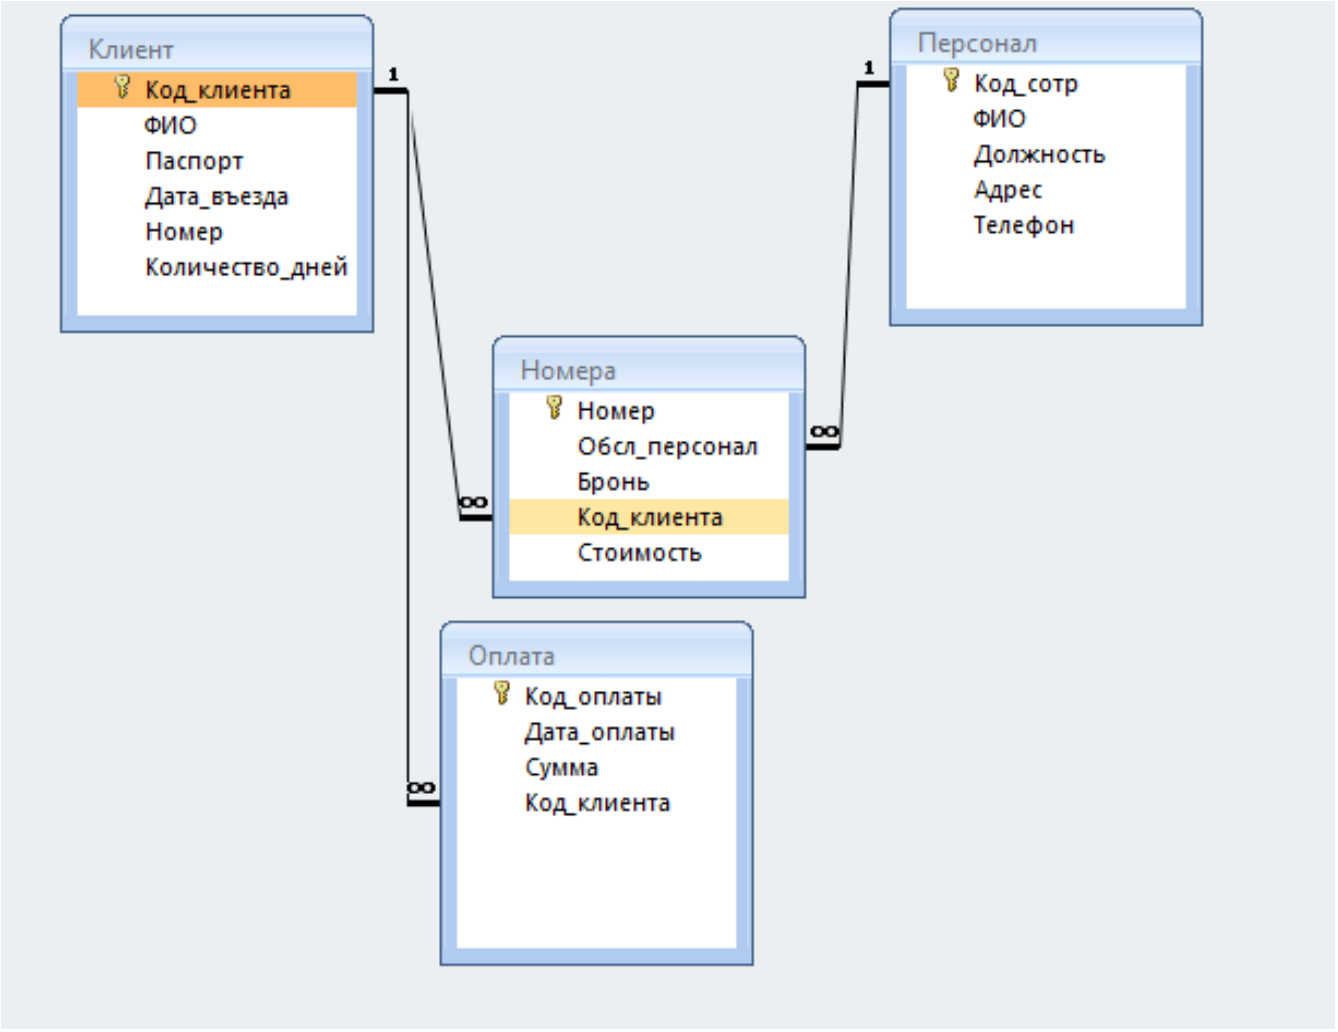 Клиент
Код_клиента
ФИО
Паспорт
Дата_въезда
Номер
Количество_дней
1
1
Персонал
Код_сотр
ФИО
Должность
Адрес
Телефон
Номера
Номер
Обсл_персонал
Бронь
Код_клиента
Стоимость
∞
∞
Оплата
Код_оплаты
Дата_оплаты
Сумма
Код_клиента
∞